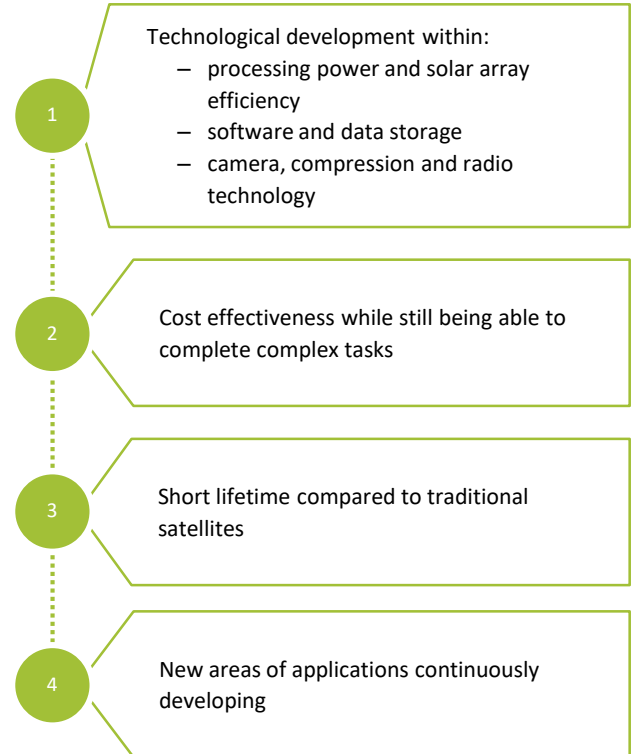 1
Technological development within:
– processing power and solar array
efficiency
– software and data storage
– camera, compression and radio
technology
2
Cost effectiveness while still being able to
complete complex tasks
3
Short lifetime compared to traditional
satellites
4
New areas of applications continuously
developing